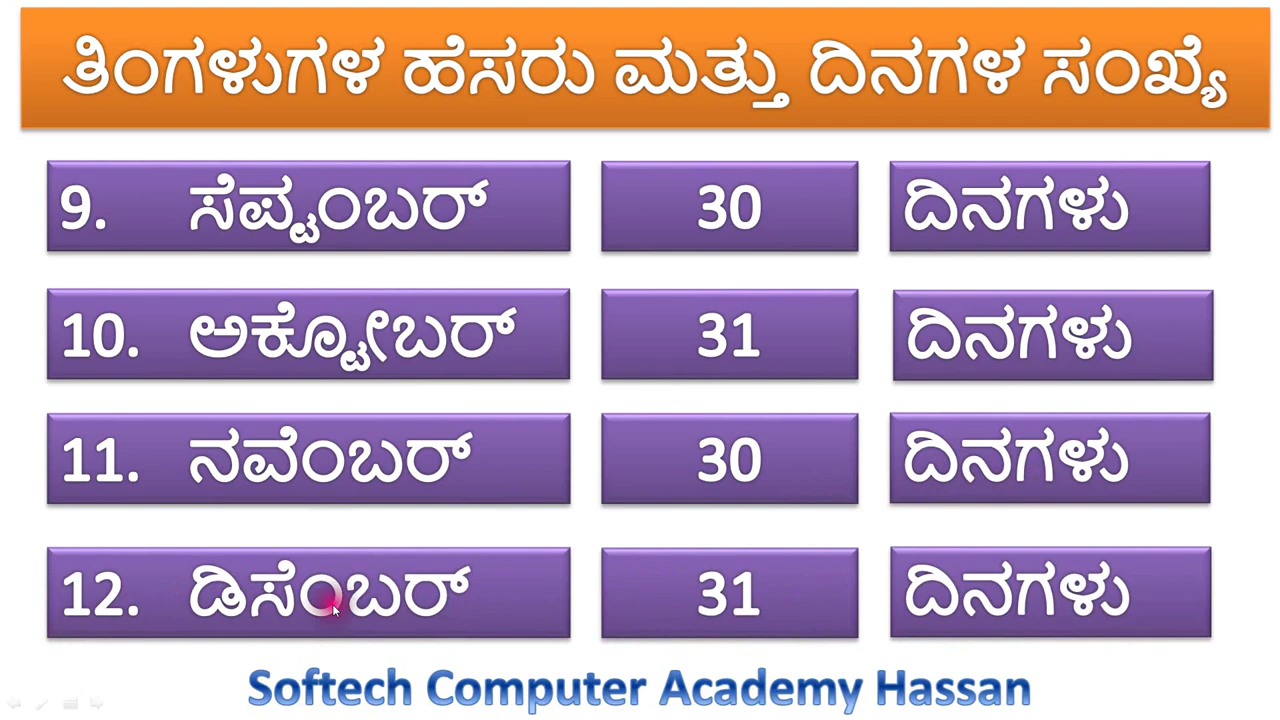 ತಿಂಗಳುಗಳ ಹೆಸರು ಮತ್ತು ದಿನಗಳ ಸಂಖ್ಯೆ
9. ಸೆಪ್ಟಂಬರ್ 30 ದಿನಗಳು
10. ಅಕ್ಟೋಬರ್ 31 ದಿನಗಳು
11. ನವೆಂಬರ್ 30 ದಿನಗಳು
12. ಡಿಸೆಂಬರ್ 31 ದಿನಗಳು
Softech Computer Academy Hassan